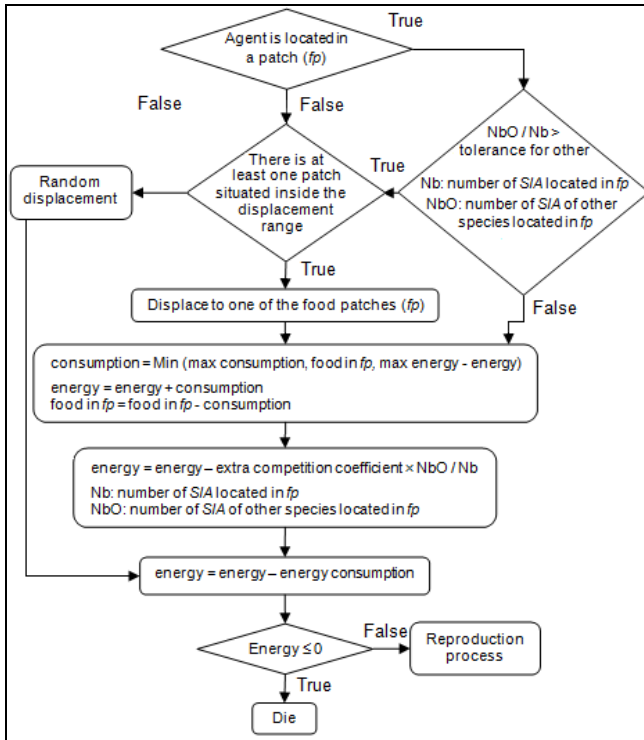 True
Agent is located in
a patch (fp)
False
False
NbO / Nb >
tolerance for other
Nb: number of SIA located in fp
NbO: number of SIA of other
species located in fp
True
There is at
least one patch
situated inside the
displacement
range
Random
displacement
True
False
Displace to one of the food patches (fp)
consumption = Min (max consumption, food in fp, max energy - energy)
energy = energy + consumption
food in fp = food in fp - consumption
energy = energy – extra competition coefficient × NbO / Nb
Nb: number of SIA located in fp
NbO: number of SIA of other species located in fp
energy = energy – energy consumption
Energy ≤ 0
False
Reproduction
process
True
Die